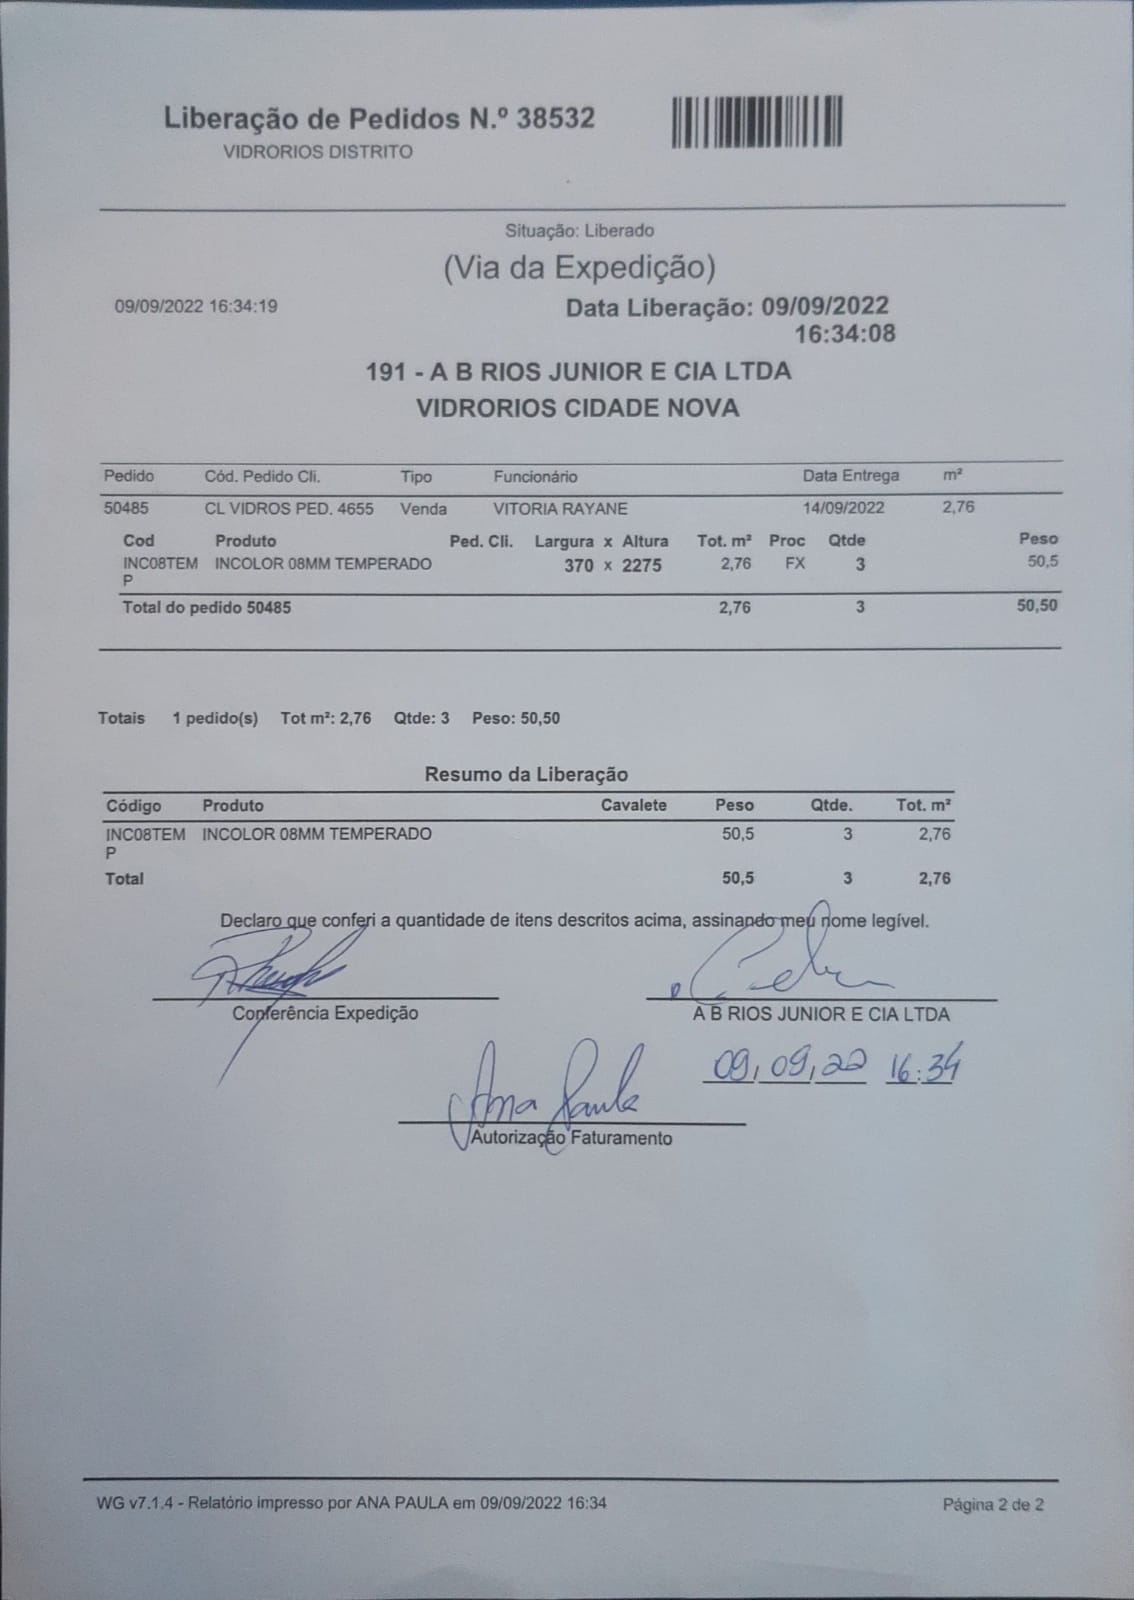 Liberação de Pedidos N.º 38532
VIDRORIOS DISTRITO
Situação: Liberado
(Via da Expedição)
09/09/2022 16:34:19 Data Liberação: 09/09/2022
16:34:08
191 - A B RIOS JUNIOR E CIA LTDA
VIDRORIOS CIDADE NOVA
Pedido Cód. Pedido Cli. Tipo Funcionário Data Entrega m²
50485 CL VIDROS PED. 4655 Venda VITORIA RAYANE 14/09/2022 2,76
Cod Produto Ped. Cli. Largura x Altura Tot. m² Proc Qtde Peso
INC08TEM INCOLOR 08MM TEMPERADO 370 x 2275 2,76 FX 3 50,5
P
Total do pedido 50485 2,76 3 50,50
Totais 1 pedido(s) Tot m²: 2,76 Qtde: 3 Peso: 50,50
Resumo da Liberação
Código Produto Cavalete Peso Qtde. Tot. m²
INC08TEM INCOLOR 08MM TEMPERADO 50,5 3 2,76
P
Total 50,5 3 2,76
Declaro que conferi a quantidade de itens descritos acima, assinando meu nome legível.
Conferência Expedição A B RIOS JUNIOR E CIA LTDA
09, 09, 22 16:34
Ana Paula
Autorização Faturamento
WG v7.1.4 - Relatório impresso por ANA PAULA em 09/09/2022 16:34 Página 2 de 2